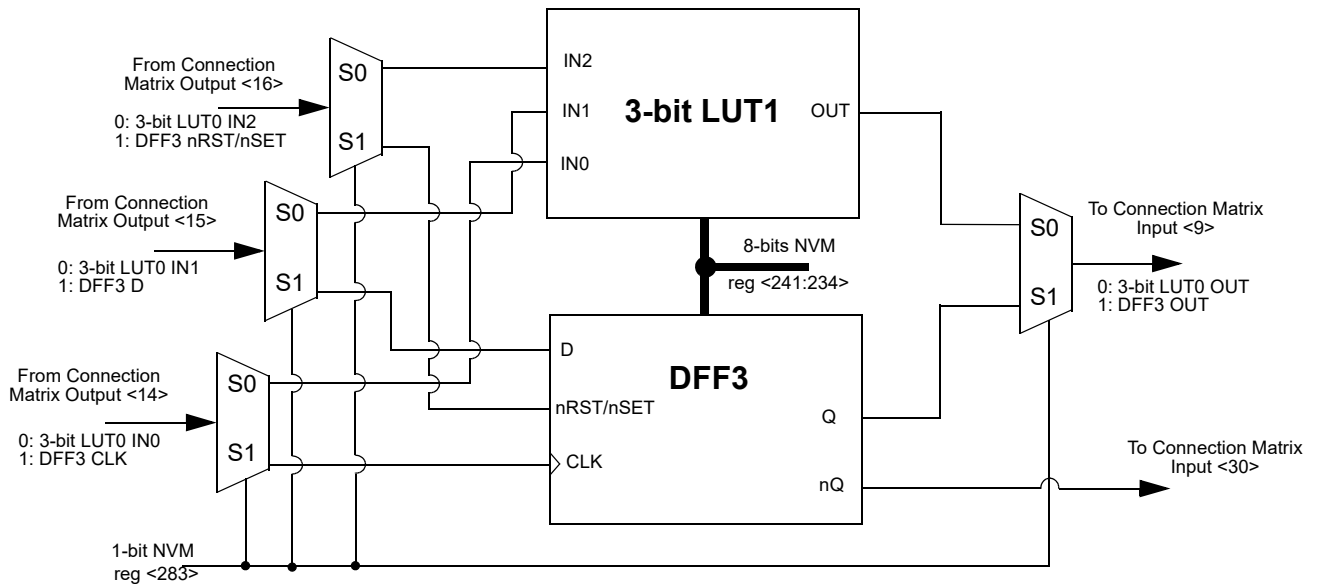 From Connection
Matrix Output <16>
0: 3-bit LUT0 IN2
1: DFF3 nRST/nSET
S0
S1
From Connection
Matrix Output <15>
0: 3-bit LUT0 IN1
1: DFF3 D
S0
S1
From Connection
Matrix Output <14>
0: 3-bit LUT0 IN0
1: DFF3 CLK
S0
S1
1-bit NVM
reg <283>
IN2
IN1
IN0
3-bit LUT1
OUT
8-bits NVM
reg <241:234>
D
nRST/nSET
CLK
DFF3
Q
nQ
S0
S1
To Connection Matrix
Input <9>
0: 3-bit LUT0 OUT
1: DFF3 OUT
To Connection Matrix
Input <30>